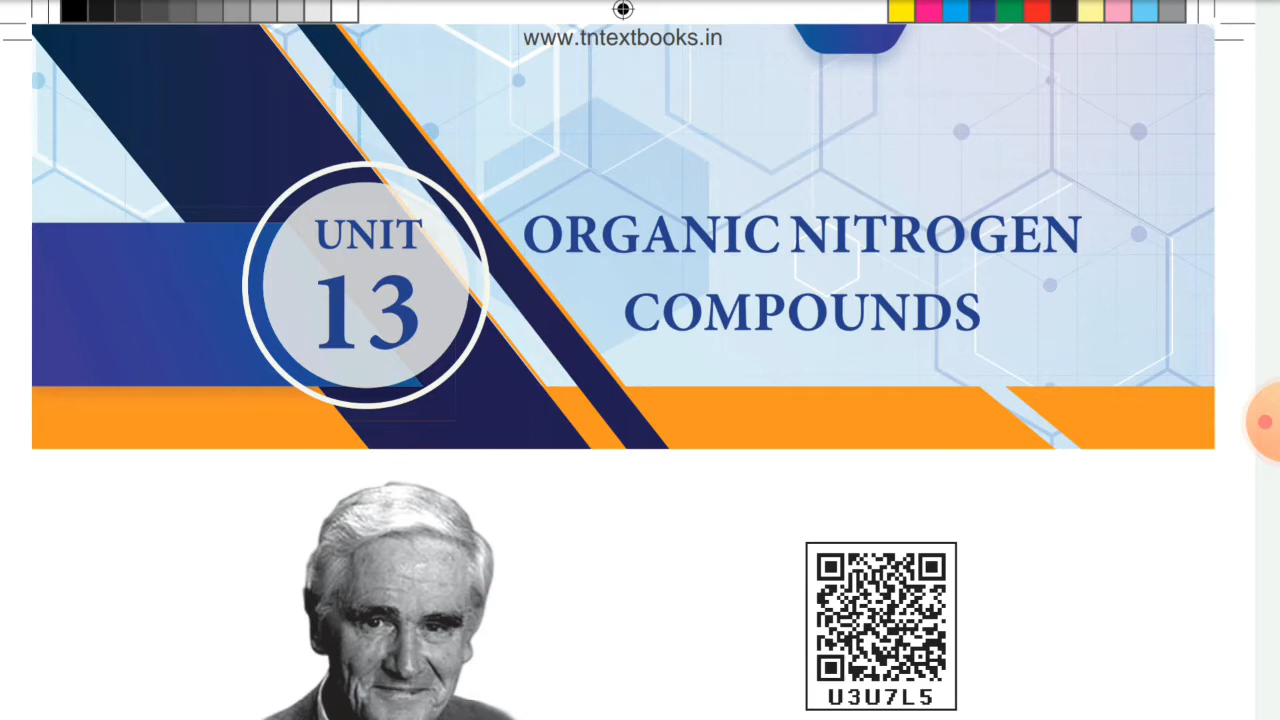 www.tntextbooks.in
UNIT
13
ORGANIC NITROGEN
COMPOUNDS
U3U7L5